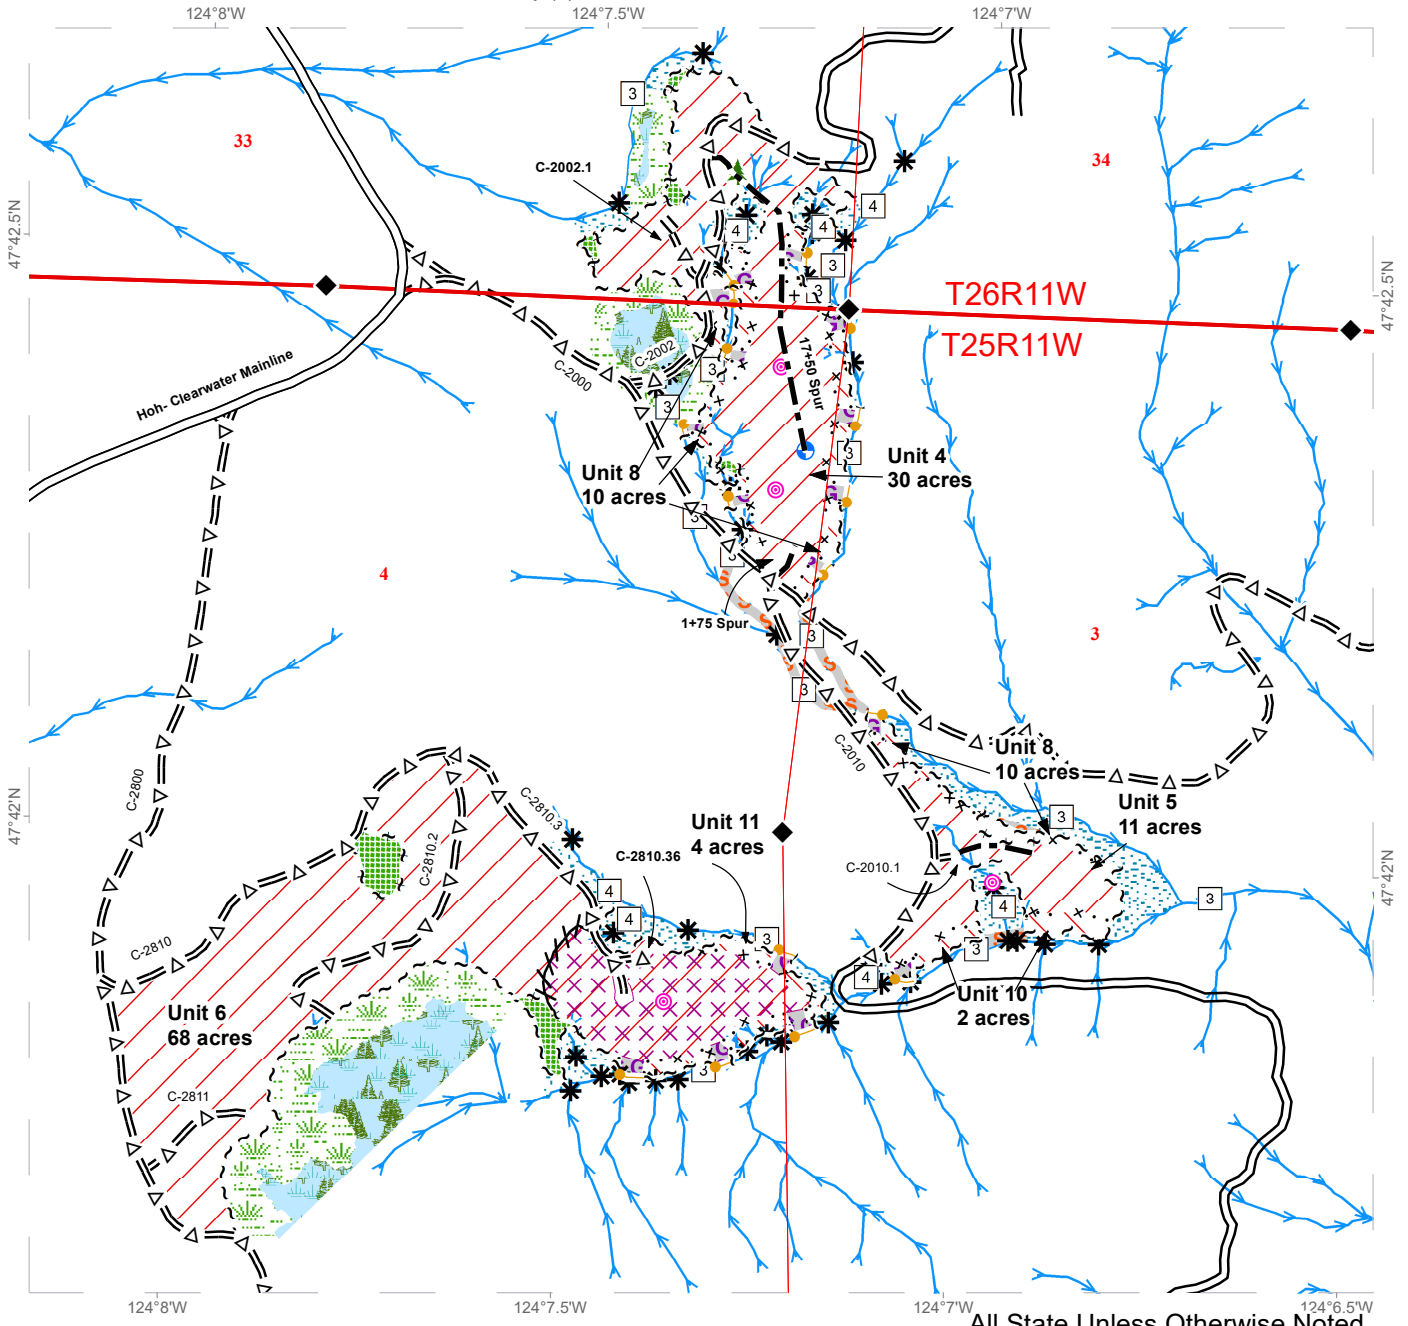 124°8'W
124°7.5'W
124°7'W
33
34
3
C-2002.1
4
4
4
47°42.5'N
3
3
T26R11W
47°42.5'N
T25R11W
Hoh- Clearwater Mainline
C-2002
C-2000
3
17+50 Spur
3
3
Unit 8
10 acres
Unit 4
30 acres
3
3
4
1+75 Spur
3
3
3
C-2010
Unit 8
10 acres
C-2800
C-2810.3
Unit 5
11 acres
3
47°42'N
Unit 11
4 acres
C-2810.2
C-2810.36
C-2010.1
47°42'N
4
4
4
3
C-2810
3
3
4
Unit 10
2 acres
Unit 6
68 acres
3
C-2811
124°8'W
124°7.5'W
124°7'W
124°6.5'W
All State Unless Otherwise Noted